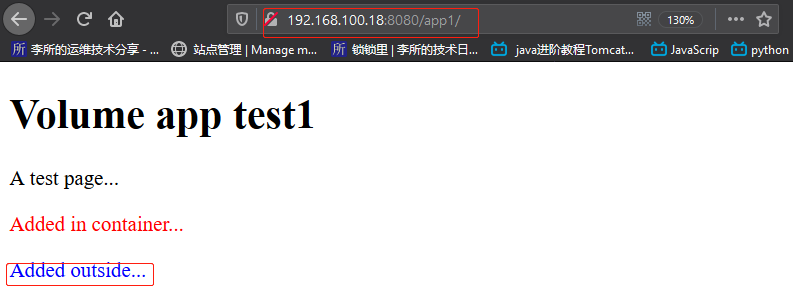 192.168.100.18:8080/app1/
130%
李所的运维技术分享 - ...
站点管理 | Manage m...
锁锁里 | 李所的技术日...
java进阶教程Tomcat...
JavaScrip
python
Volume app test1
A test page...
Added in container...
Added outside...